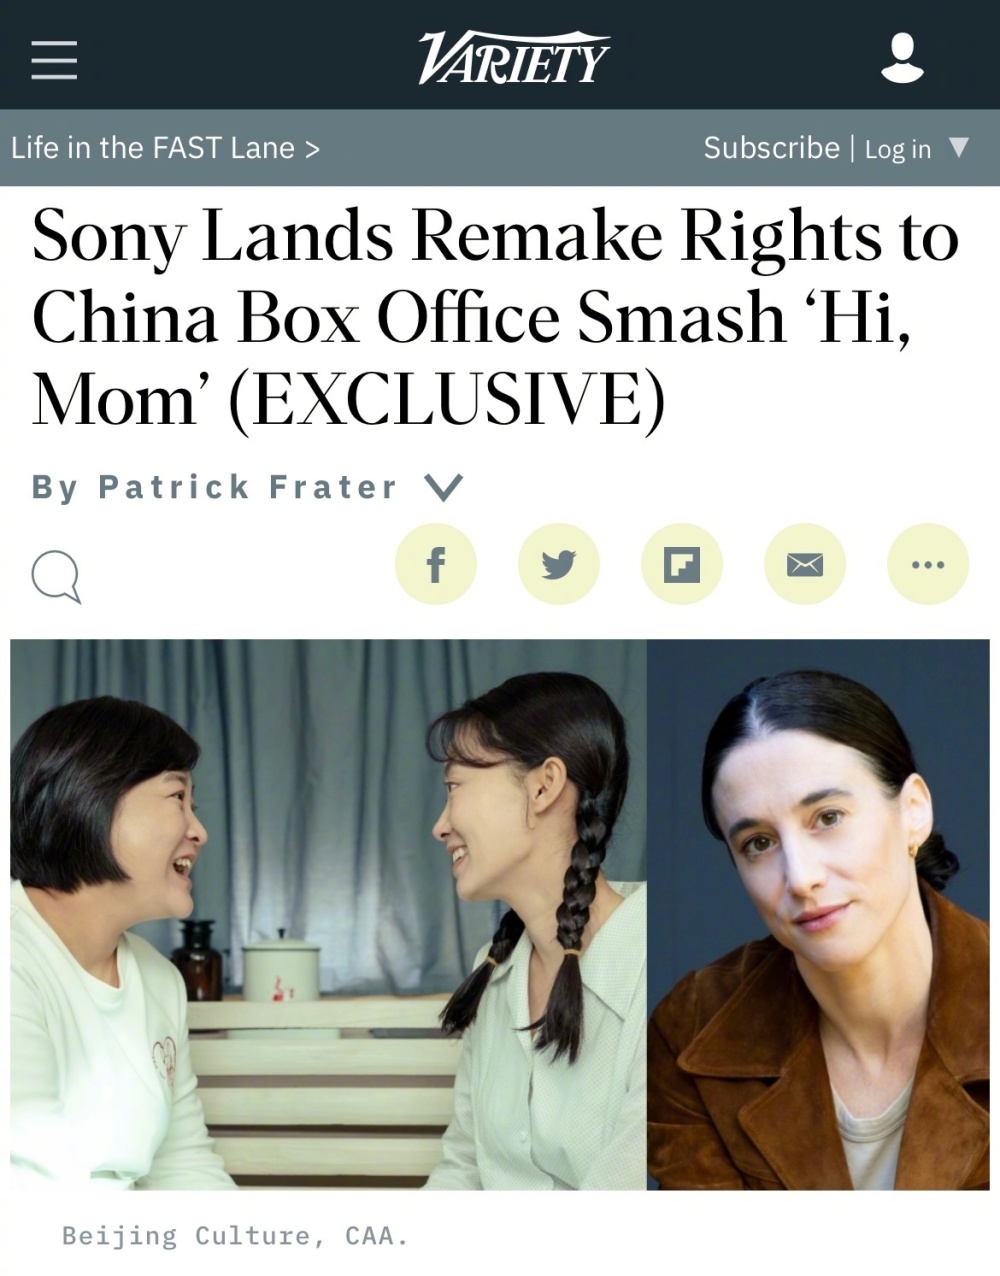 VARIETY
Life in the FAST Lane >
Subscribe | Log in ▼
Sony Lands Remake Rights to
China Box Office Smash ‘Hi,
Mom’ (EXCLUSIVE)
By Patrick Frater
Beijing Culture, CAA.